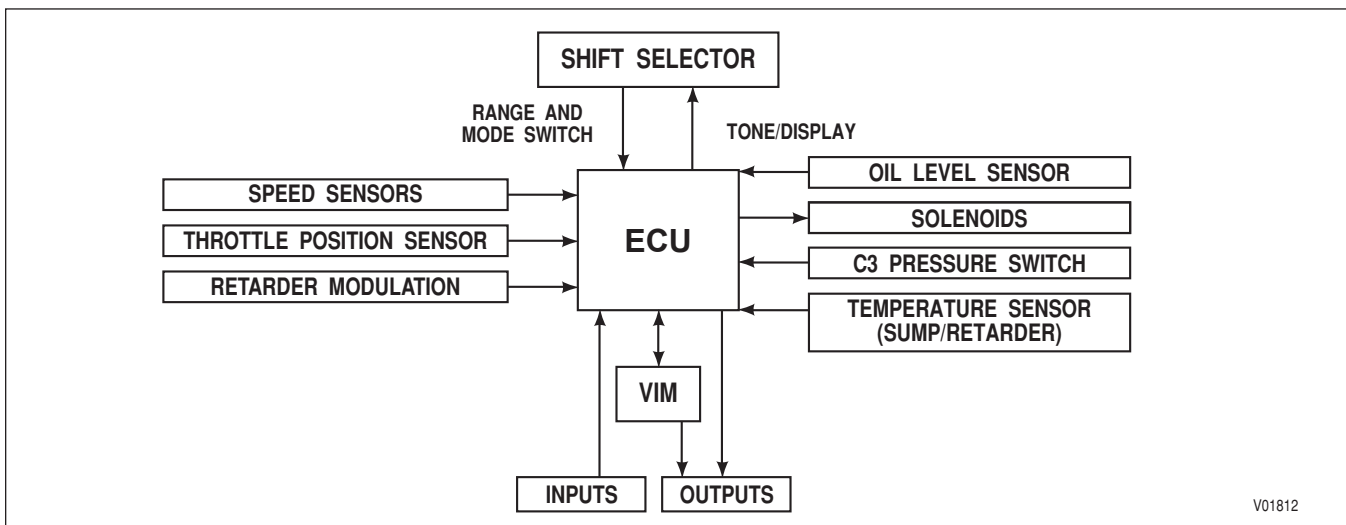 SHIFT SELECTOR
RANGE AND
MODE SWITCH
TONE/DISPLAY
SPEED SENSORS
THROTTLE POSITION SENSOR
RETARDER MODULATION
ECU
OIL LEVEL SENSOR
SOLENOIDS
C3 PRESSURE SWITCH
TEMPERATURE SENSOR
(SUMP/RETARDER)
VIM
INPUTS
OUTPUTS
V01812